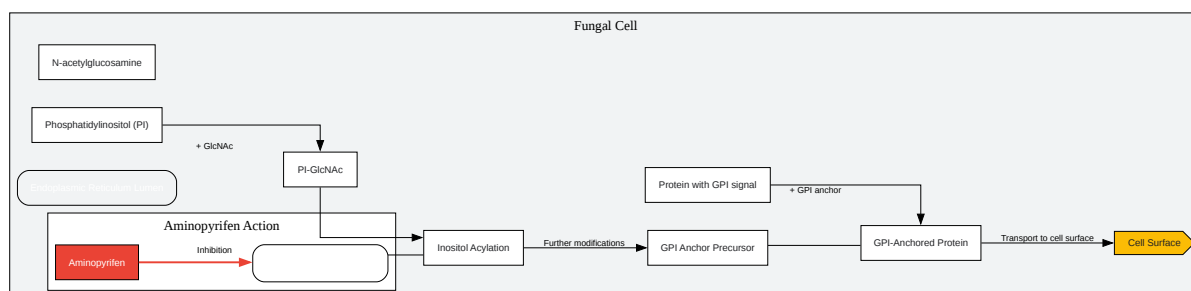 Fungal Cell
N-acetylglucosamine
Phosphatidylinositol (PI)
+ GlcNAc
PI-GlcNAc
Endoplasmic Reticulum Lumen
Protein with GPI signal
+ GPI anchor
Aminopyrifen Action
Aminopyrifen
Inhibition
Inositol Acylation
Further modifications
GPI Anchor Precursor
GPI-Anchored Protein
Transport to cell surface
Cell Surface